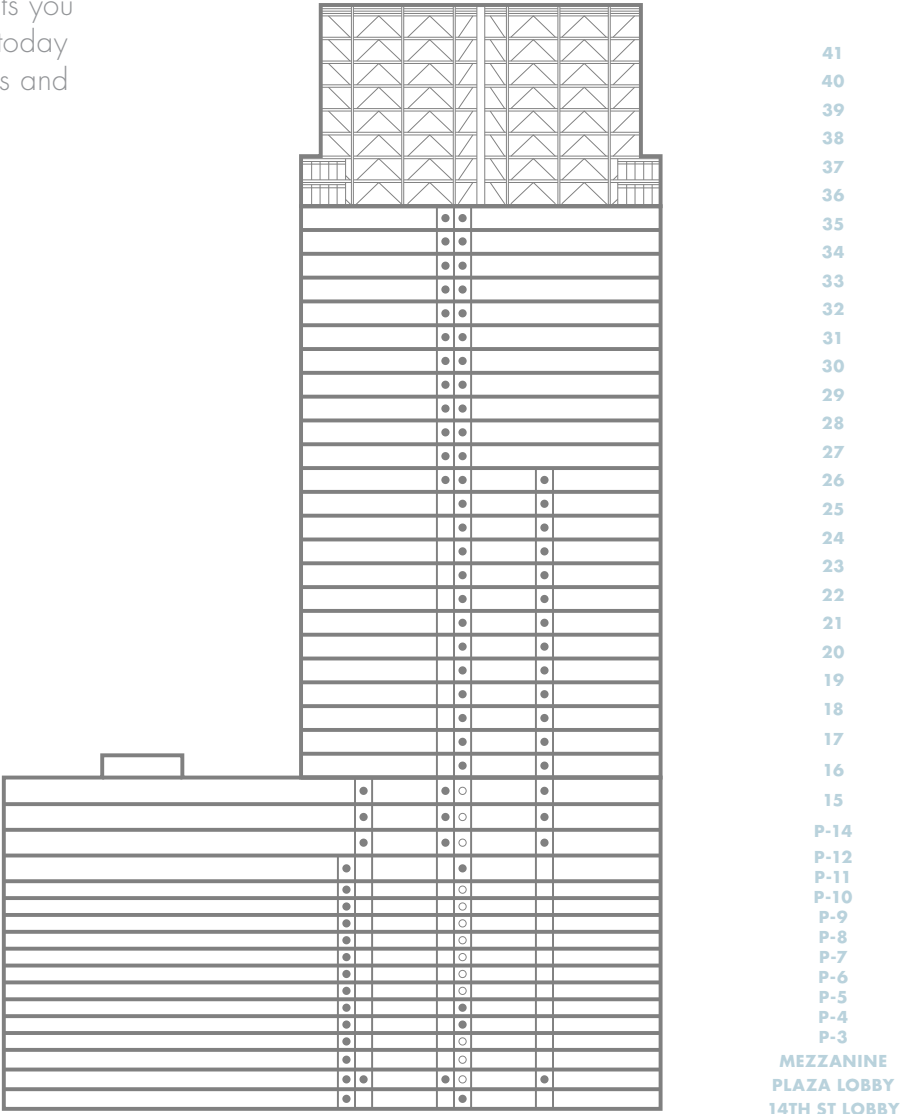 ts you
today
s and
41
40
39
38
37
36
35
34
33
32
31
30
29
28
27
26
25
24
23
22
21
20
19
18
17
16
15
P-14
P-12
P-11
P-10
P-9
P-8
P-7
P-6
P-5
P-4
P-3
MEZZANINE
PLAZA LOBBY
14TH ST LOBBY